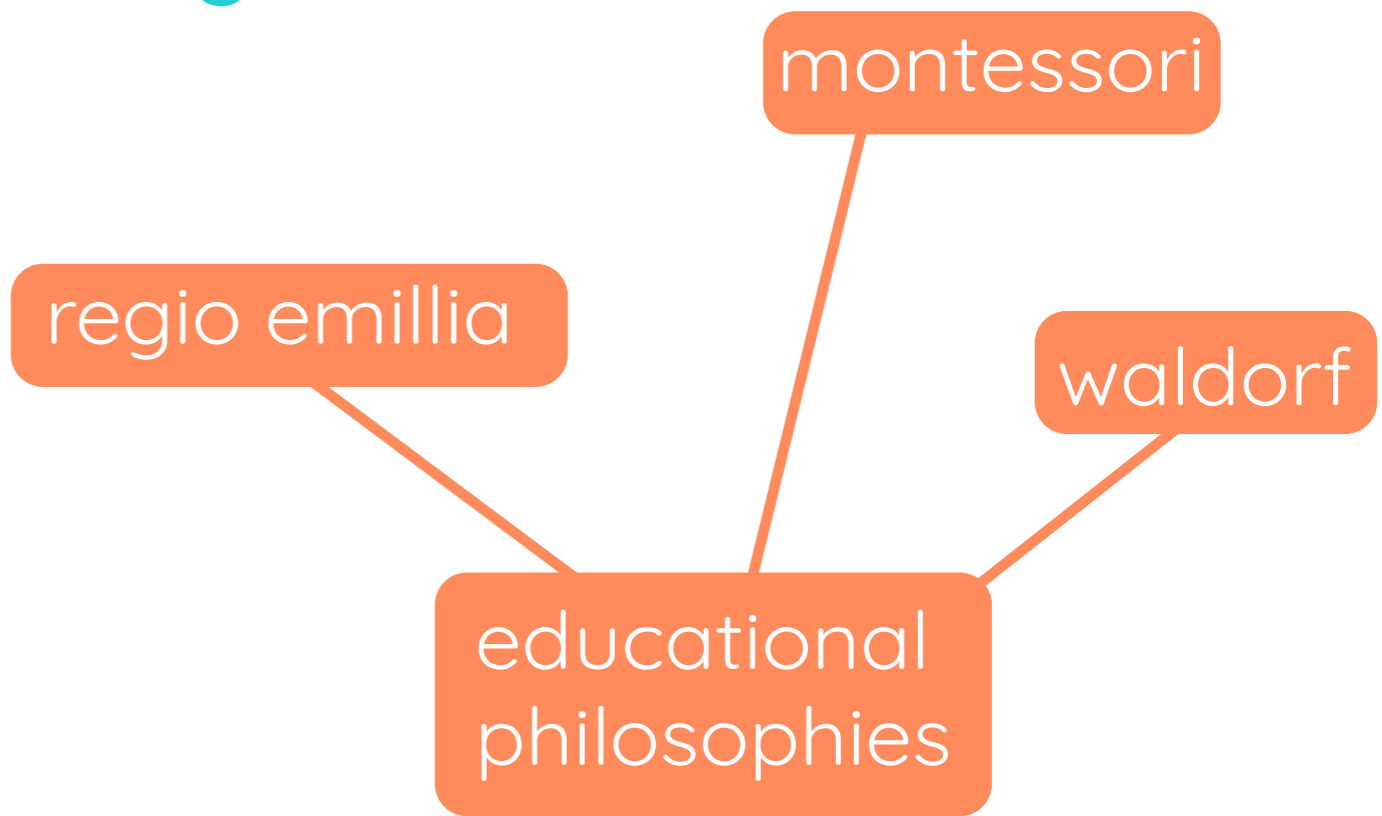 montessori
regio emillia
waldorf
educational
philosophies